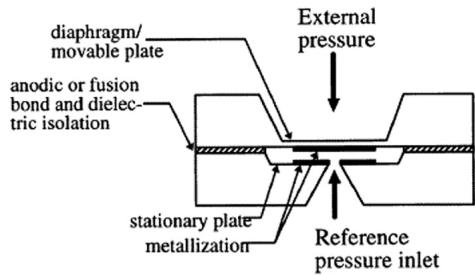 External
pressure
diaphragm/
movable plate
anodic or fusion
bond and dielec-
tric isolation
stationary plate
metallization
Reference
pressure inlet